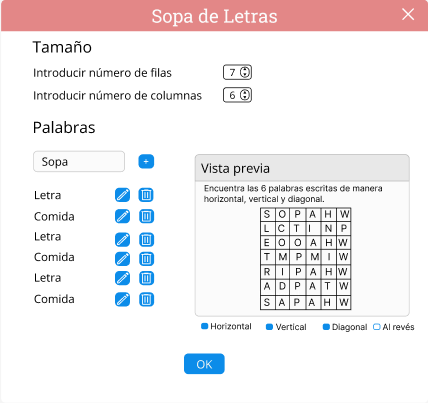 Sopa de Letras
Tamaño
Introducir número de filas 7
Introducir número de columnas 6
Palabras
Sopa +
Letra
Comida
Letra
Comida
Letra
Comida
Vista previa
Encuentra las 6 palabras escritas de manera
horizontal, vertical y diagonal.
S O P A H W
L C T I N P
E O O A H W
T M P M I W
R I P A H W
A D P A T W
S A P A H W
Horizontal Vertical Diagonal Al revés
OK